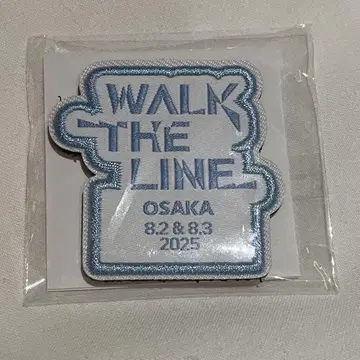 WALK
THE
LINE
OSAKA
8.2 & 8.3
2025